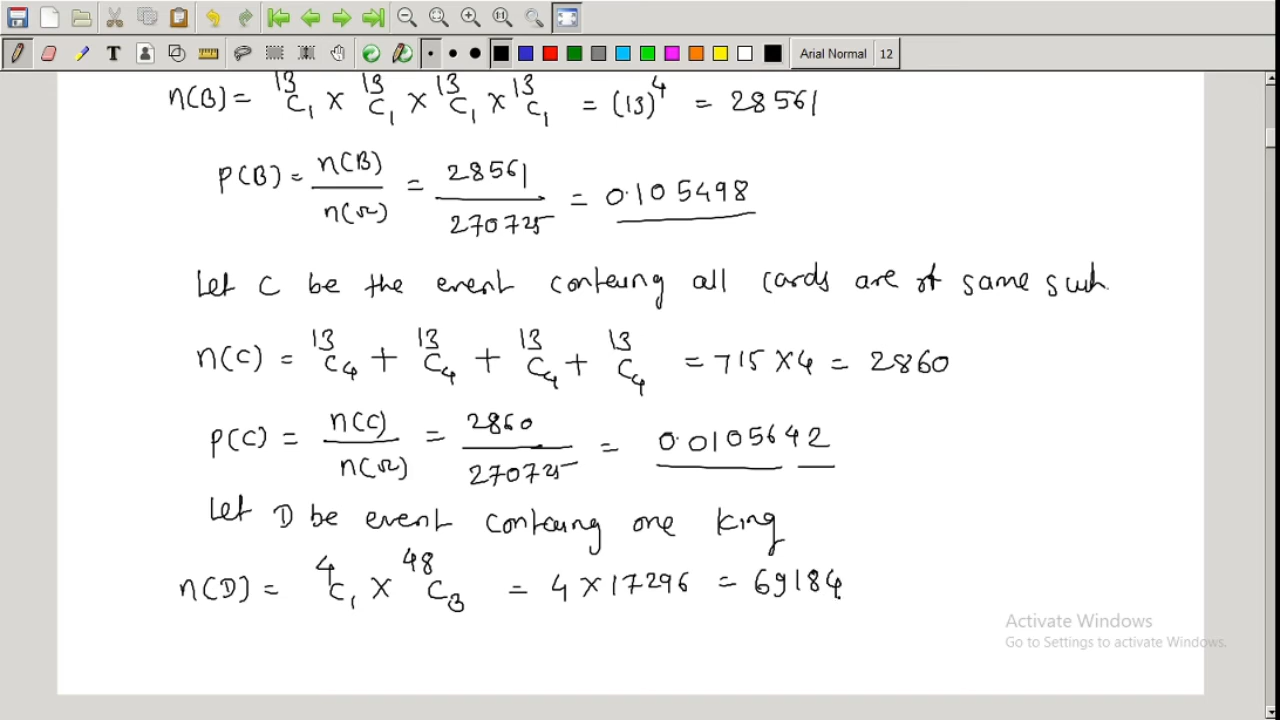 Arial Normal 12
n(B) = ¹³C₁ × ¹³C₁ × ¹³C₁ × ¹³C₁ = (13)⁴ = 28561
P(B) = n(B)/n(Ω) = 28561/270725 = 0.105498
Let C be the event conteing all cards are of same suit.
n(C) = ¹³C₄ + ¹³C₄ + ¹³C₄ + ¹³C₄ = 715 × 4 = 2860
P(C) = n(C)/n(Ω) = 2860/270725 = 0.0105642
Let D be event conteing one king
n(D) = ⁴C₁ × ⁴⁸C₃ = 4 × 17296 = 69184
Activate Windows
Go to Settings to activate Windows.